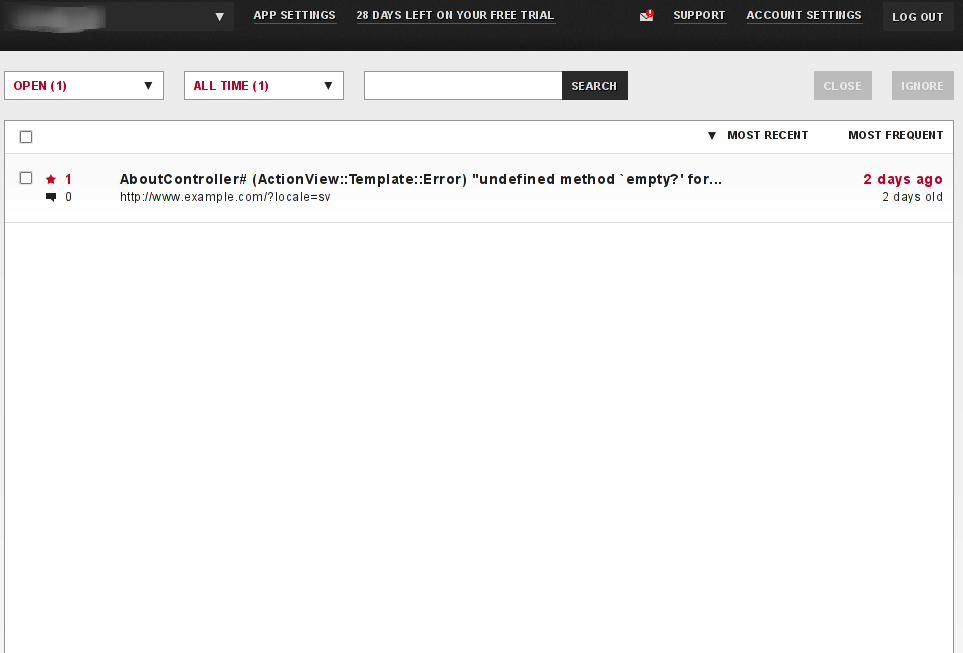 APP SETTINGS 28 DAYS LEFT ON YOUR FREE TRIAL SUPPORT ACCOUNT SETTINGS LOG OUT
OPEN (1) ALL TIME (1) SEARCH CLOSE IGNORE
MOST RECENT MOST FREQUENT
1 AboutController# (ActionView::Template::Error) "undefined method `empty?' for... 2 days ago
0 http://www.example.com/?locale=sv 2 days old